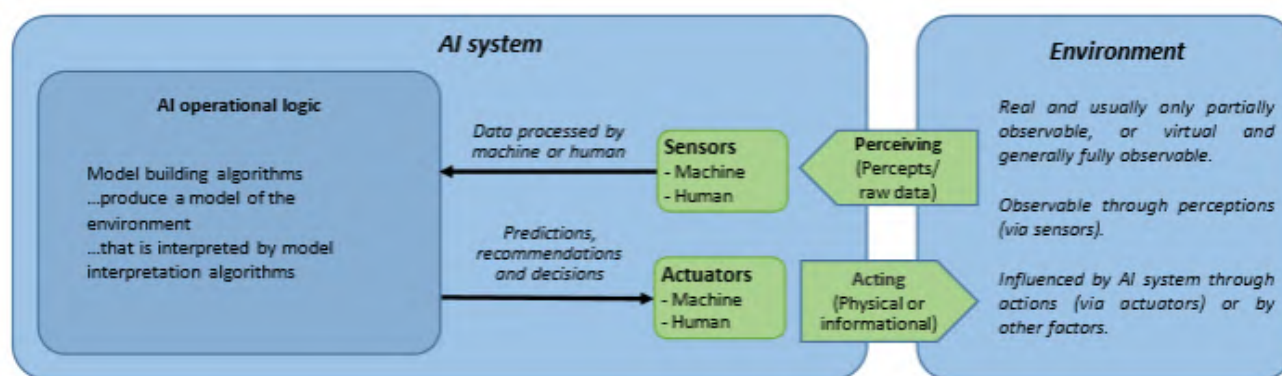 AI system
AI operational logic
Model building algorithms
...produce a model of the
environment
...that is interpreted by model
interpretation algorithms
Data processed by
machine or human
Predictions,
recommendations
and decisions
Sensors
- Machine
- Human
Actuators
- Machine
- Human
Perceiving
(Percepts/
raw data)
Acting
(Physical or
informational)
Environment
Real and usually only partially
observable, or virtual and
generally fully observable.
Observable through perceptions
(via sensors).
Influenced by AI system through
actions (via actuators) or by
other factors.